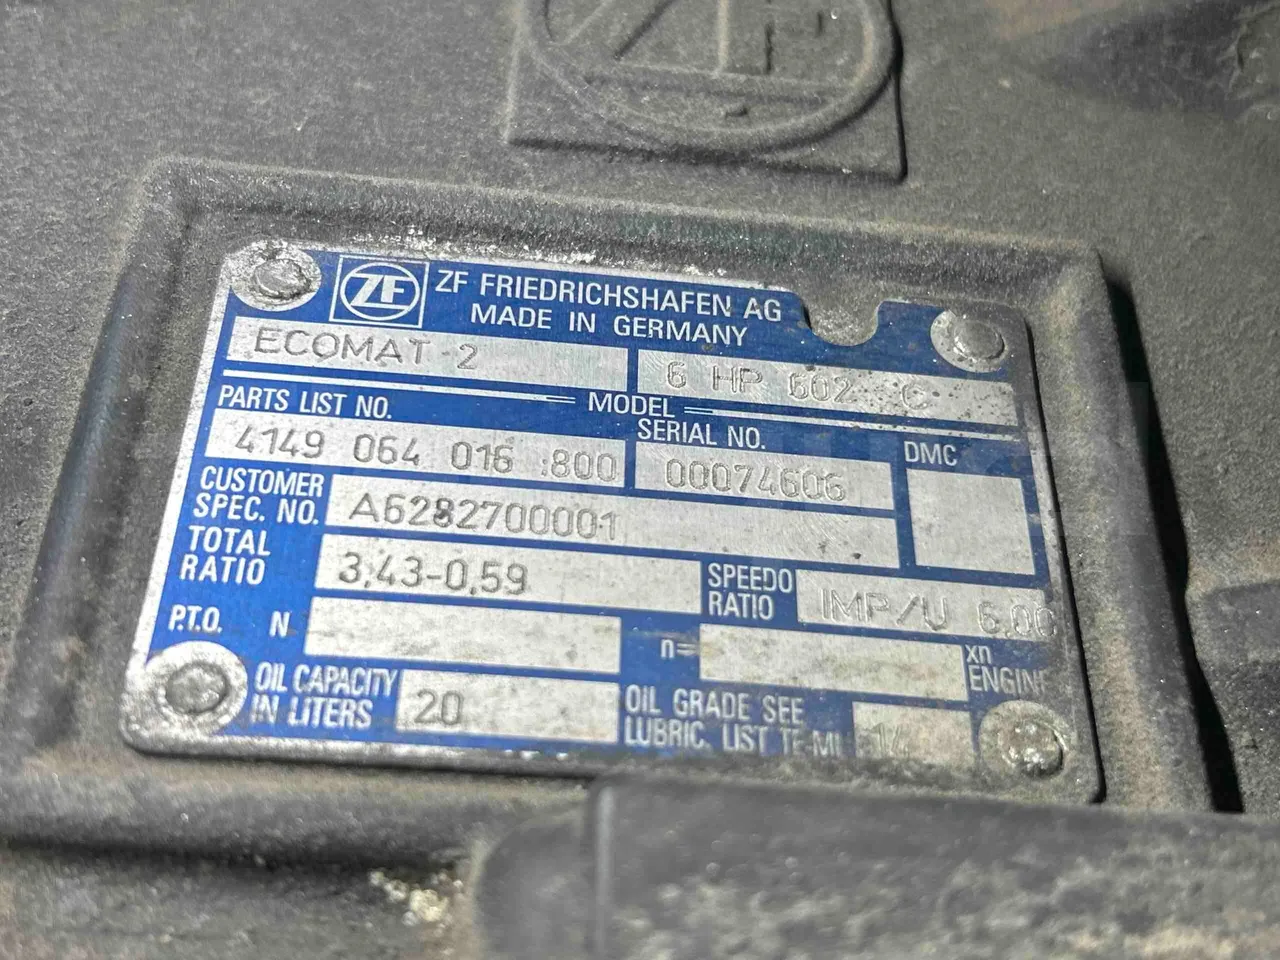 ZF
ZF FRIEDRICHSHAFEN AG
MADE IN GERMANY
ECOMAT 2 6 HP 602 C
MODEL
PARTS LIST NO. SERIAL NO. DMC
4149 064 016 :800 00074606
CUSTOMER SPEC. NO. A6282700001
TOTAL RATIO 3,43-0,59 SPEEDO RATIO IMP/U 6.00
P.T.O. N n= xn ENGINE
OIL CAPACITY IN LITERS 20 OIL GRADE SEE LUBRIC. LIST TE-ML 14